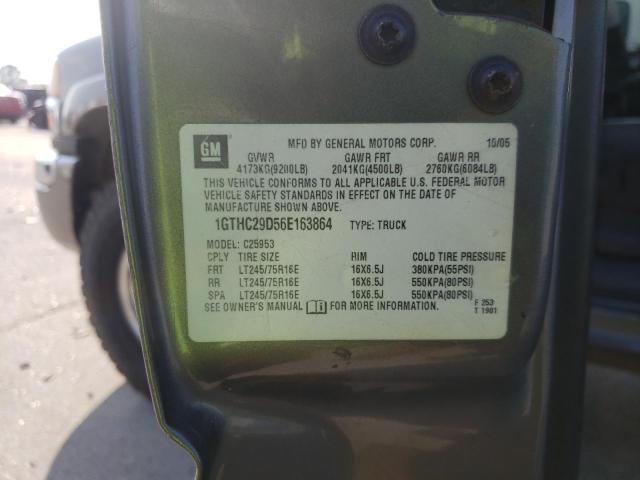 GM MFD BY GENERAL MOTORS CORP. 10/05
GVWR GAWR FRT GAWR RR
4173KG(9200LB) 2041KG(4500LB) 2760KG(6084LB)
THIS VEHICLE CONFORMS TO ALL APPLICABLE U.S. FEDERAL MOTOR
VEHICLE SAFETY STANDARDS IN EFFECT ON THE DATE OF
MANUFACTURE SHOWN ABOVE.
1GTHC29D56E163864 TYPE: TRUCK
MODEL: C25953
CPLY TIRE SIZE RIM COLD TIRE PRESSURE
FRT LT245/75R16E 16X6.5J 380KPA(55PSI)
RR LT245/75R16E 16X6.5J 550KPA(80PSI)
SPA LT245/75R16E 16X6.5J 550KPA(80PSI)
SEE OWNER'S MANUAL FOR MORE INFORMATION. F 253
T 1901